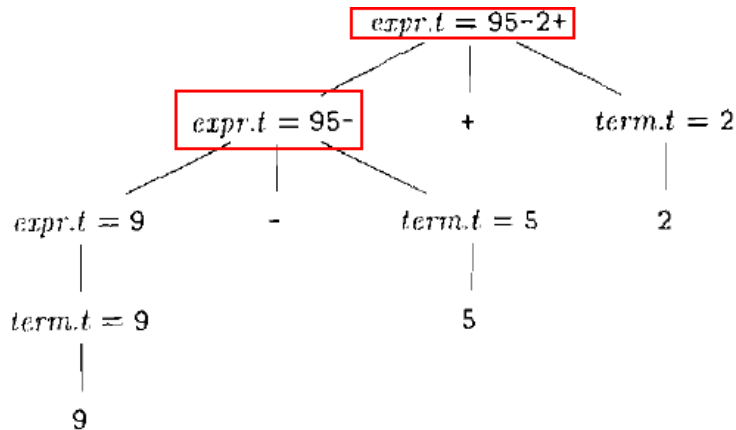 expr.t = 95-2+
expr.t = 95- + term.t = 2
expr.t = 9 - term.t = 5 2
term.t = 9 5
9